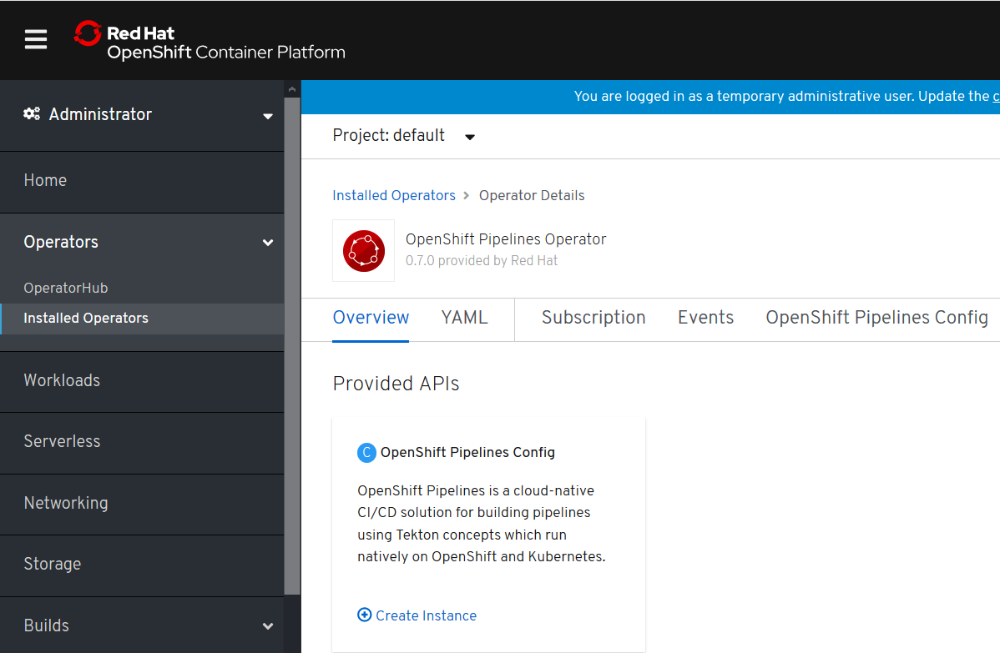 Red Hat
OpenShift Container Platform
Administrator
Home
Operators
OperatorHub
Installed Operators
Workloads
Serverless
Networking
Storage
Builds
You are logged in as a temporary administrative user. Update the c
Project: default
Installed Operators > Operator Details
OpenShift Pipelines Operator
0.7.0 provided by Red Hat
Overview YAML Subscription Events OpenShift Pipelines Config
Provided APIs
C OpenShift Pipelines Config
OpenShift Pipelines is a cloud-native
CI/CD solution for building pipelines
using Tekton concepts which run
natively on OpenShift and Kubernetes.
Create Instance